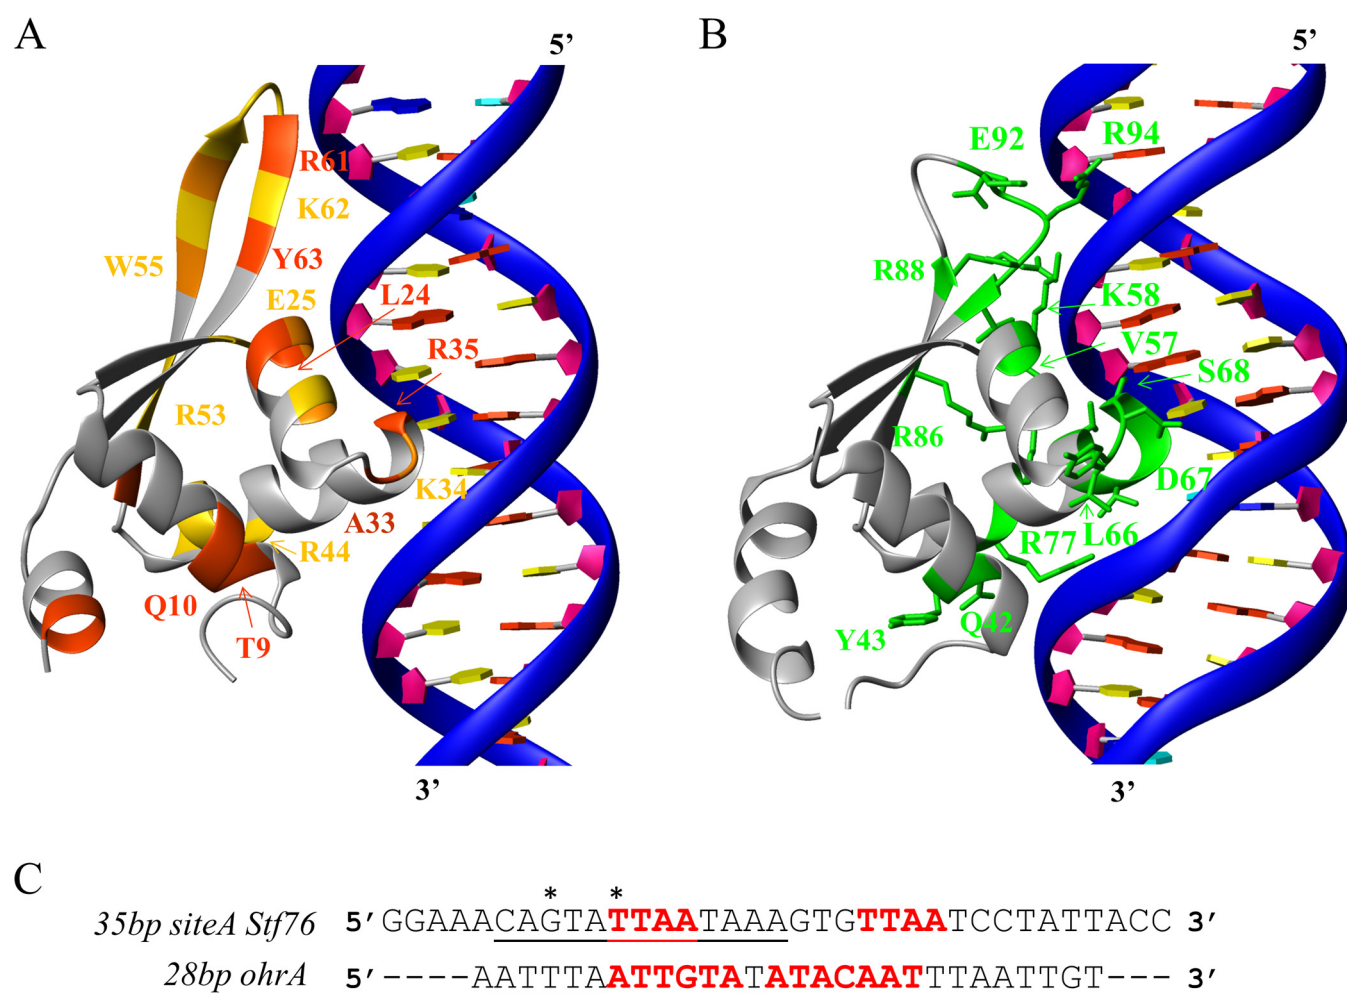 A
5'
R61
K62
W55
Y63
E25
L24
R35
R53
K34
A33
R44
Q10
T9
3'
B
5'
E92
R94
R88
K58
V57
S68
R86
D67
L66
R77
Q42
Y43
3'
C
* *
35bp siteA Stf76 5' GGAAACAGTATTAATAAAGTGTTAATCCTATTACC 3'
28bp ohrA 5' ----AATTTAATTGTATATACAATTTAATTGT--- 3'